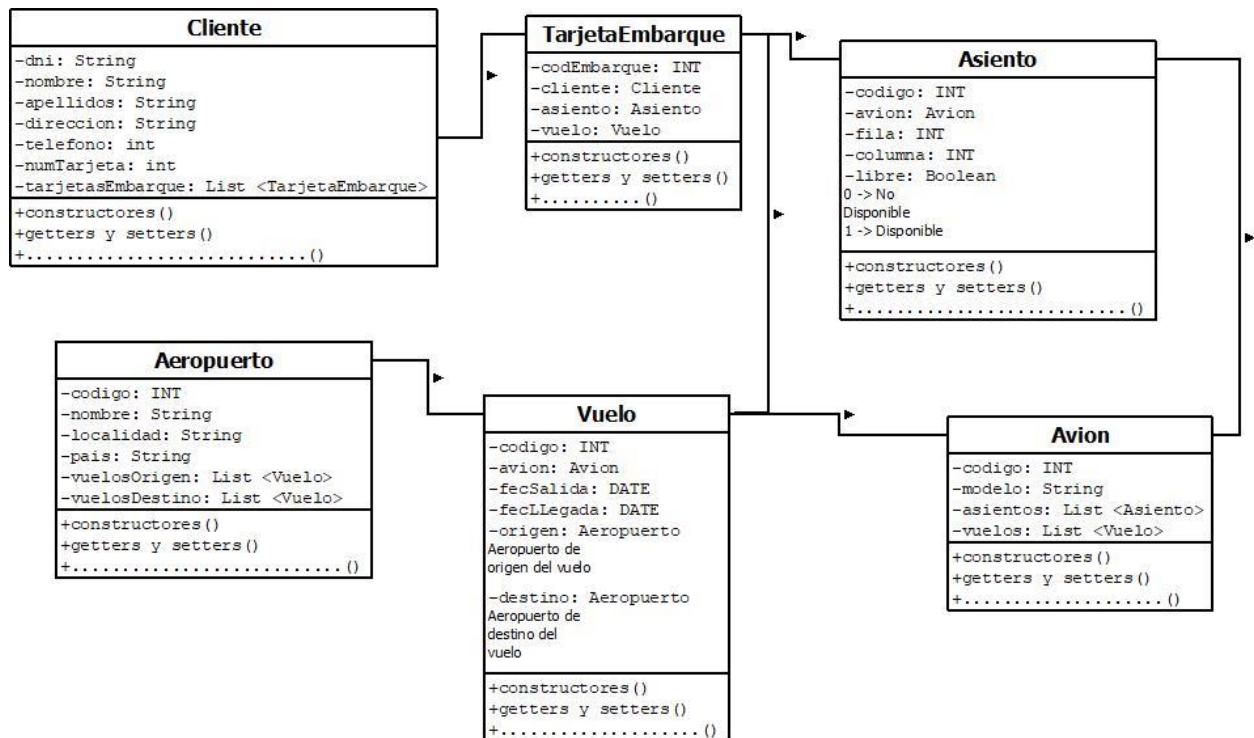 Cliente
-dni: String
-nombre: String
-apellidos: String
-direccion: String
-telefono: int
-numTarjeta: int
-tarjetasEmbarque: List <TarjetaEmbarque>
+constructores()
+getters y setters()
+............................()
TarjetaEmbarque
-codEmbarque: INT
-cliente: Cliente
-asiento: Asiento
-vuelo: Vuelo
+constructores()
+getters y setters()
+..........()
Asiento
-codigo: INT
-avion: Avion
-fila: INT
-columna: INT
-libre: Boolean
0 -> No
Disponible
1 -> Disponible
+constructores()
+getters y setters()
+...........................()
Aeropuerto
-codigo: INT
-nombre: String
-localidad: String
-pais: String
-vuelosOrigen: List <Vuelo>
-vuelosDestino: List <Vuelo>
+constructores()
+getters y setters()
+...........................()
Vuelo
-codigo: INT
-avion: Avion
-fecSalida: DATE
-fecLLegada: DATE
-origen: Aeropuerto
Aeropuerto de
origen del vuelo
-destino: Aeropuerto
Aeropuerto de
destino del
vuelo
+constructores()
+getters y setters()
+....................()
Avion
-codigo: INT
-modelo: String
-asientos: List <Asiento>
-vuelos: List <Vuelo>
+constructores()
+getters y setters()
+....................()